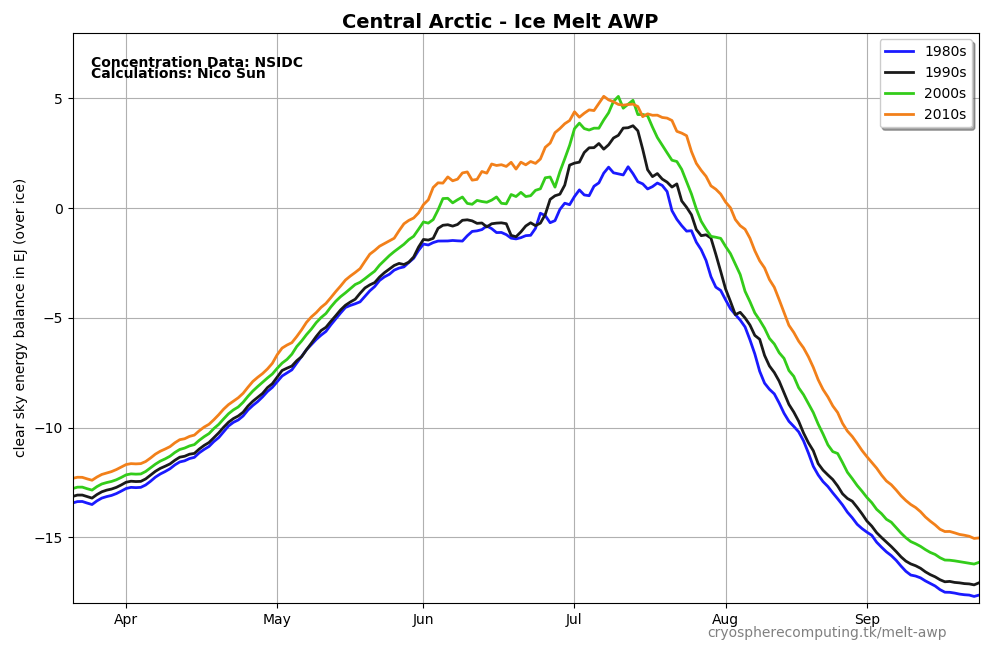 Central Arctic - Ice Melt AWP
Concentration Data: NSIDC
Calculations: Nico Sun
1980s
1990s
2000s
2010s
clear sky energy balance in EJ (over ice)
5
0
−5
−10
−15
Apr May Jun Jul Aug Sep
cryospherecomputing.tk/melt-awp